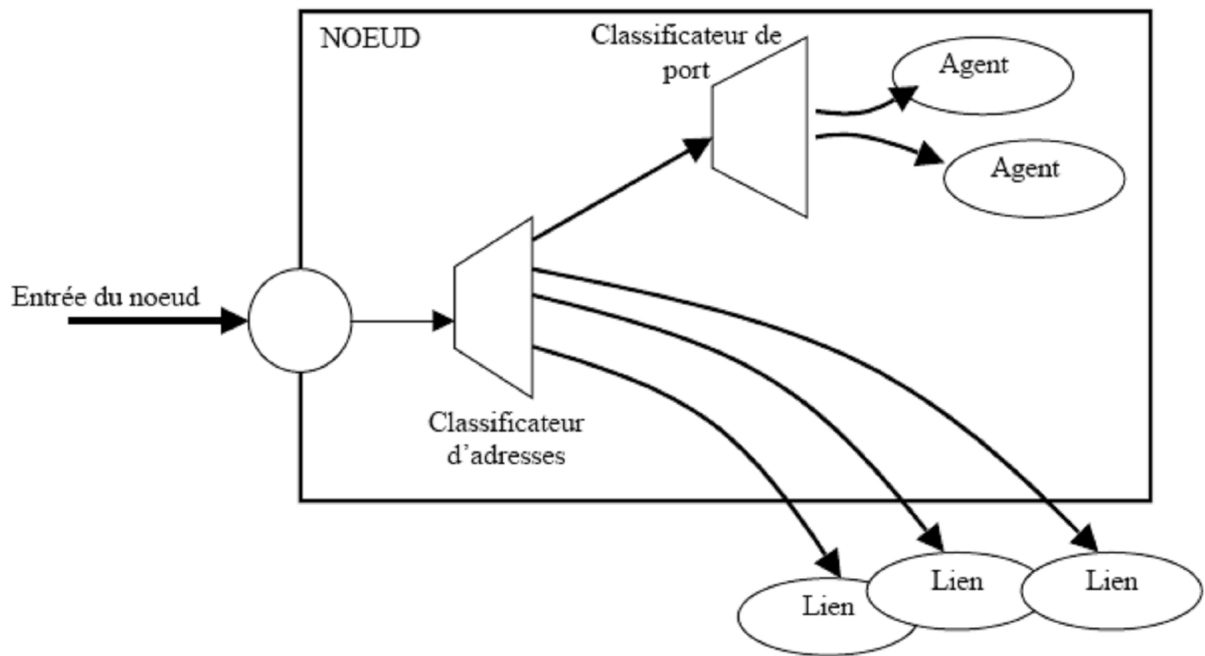 NOEUD
Classificateur de
port
Agent
Agent
Entrée du noeud
Classificateur
d'adresses
Lien
Lien
Lien